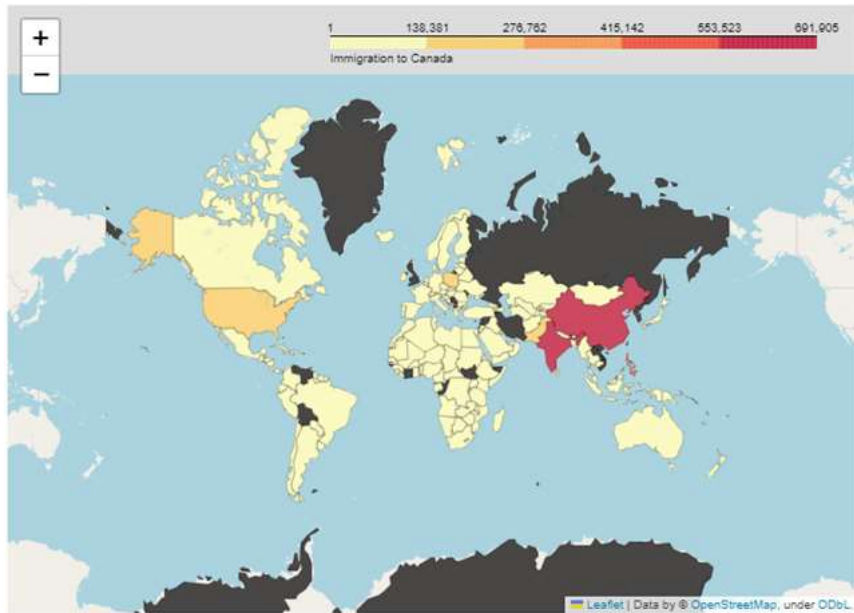 +
−
1 138,381 276,762 415,142 553,523 691,905
Immigration to Canada
Leaflet | Data by © OpenStreetMap, under ODbL.